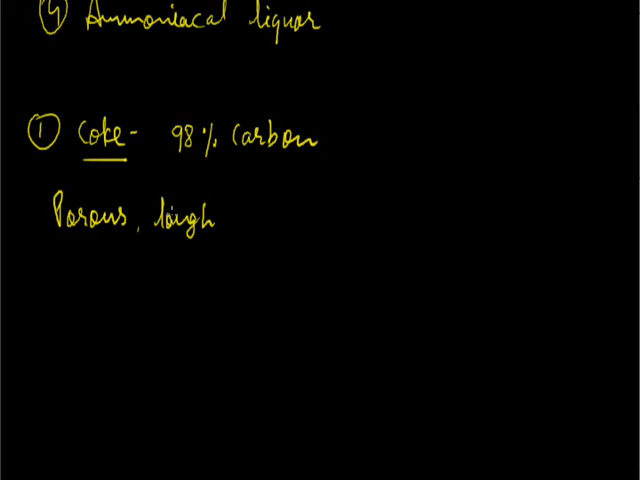 ④ Ammoniacal liquor
① Coke - 98% Carbon
Porous, tough